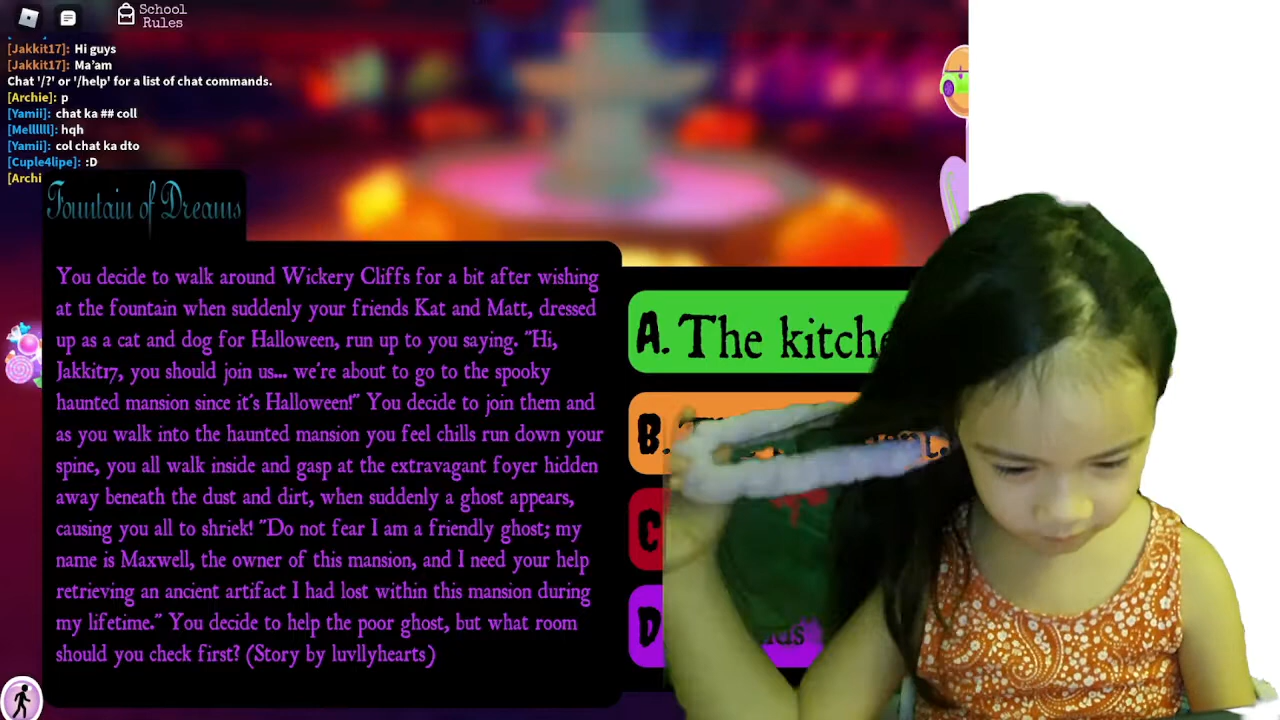 School
Rules
[Jakkit17]: Hi guys
[Jakkit17]: Ma'am
Chat '/?' or '/help' for a list of chat commands.
[Archie]: p
[Yamii]: chat ka ## coll
[Mellllll]: hqh
[Yamii]: col chat ka dto
[Cuple4lipe]: :D
[Archi
Fountain of Dreams
You decide to walk around Wickery Cliffs for a bit after wishing
at the fountain when suddenly your friends Kat and Matt, dressed
up as a cat and dog for Halloween, run up to you saying. "Hi,
Jakkit17, you should join us... we're about to go to the spooky
haunted mansion since it's Halloween!" You decide to join them and
as you walk into the haunted mansion you feel chills run down your
spine, you all walk inside and gasp at the extravagant foyer hidden
away beneath the dust and dirt, when suddenly a ghost appears,
causing you all to shriek! "Do not fear I am a friendly ghost; my
name is Maxwell, the owner of this mansion, and I need your help
retrieving an ancient artifact I had lost within this mansion during
my lifetime." You decide to help the poor ghost, but what room
should you check first? (Story by luvllyhearts)
A. The kitche
B.
C
D